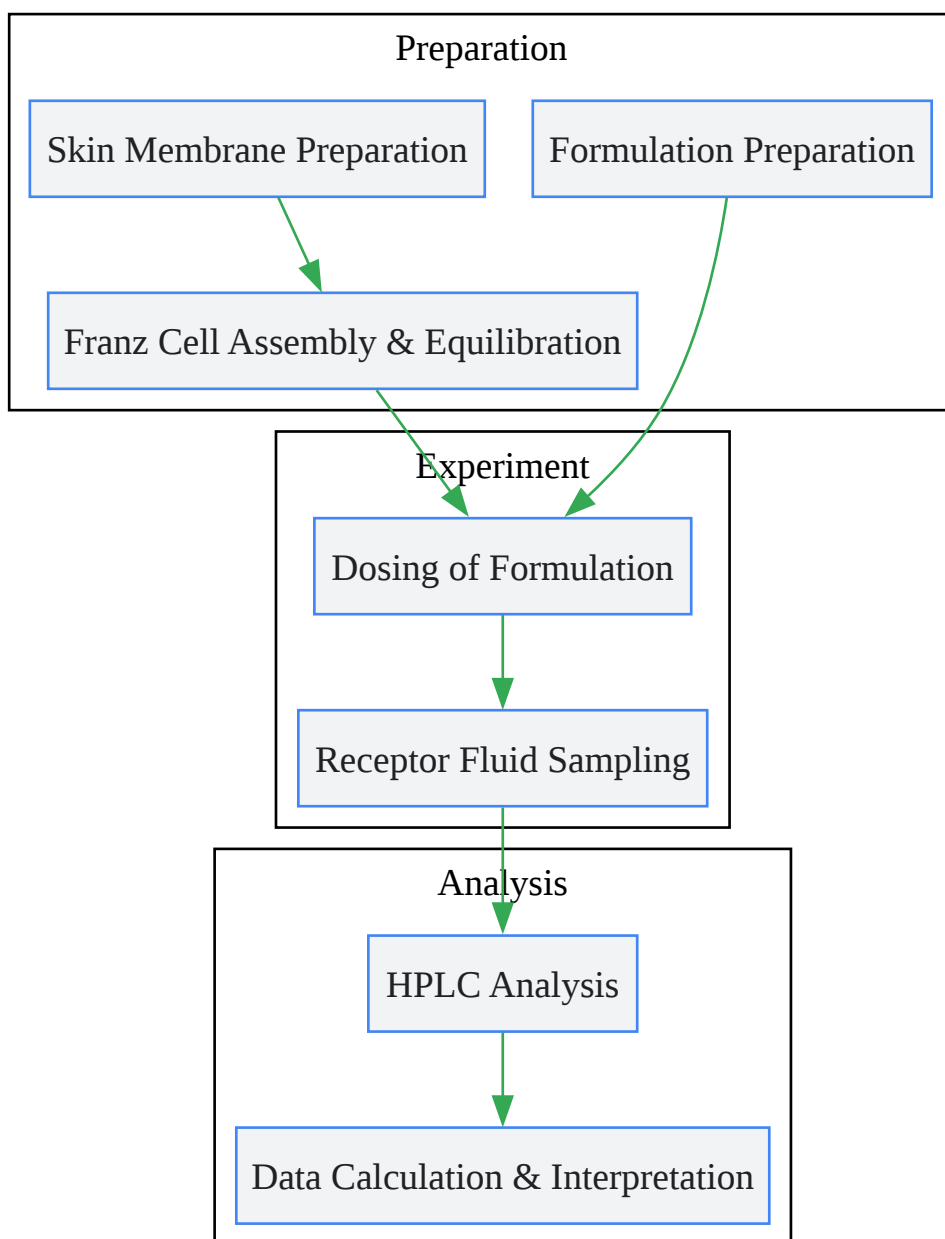 Preparation
Skin Membrane Preparation
Formulation Preparation
Franz Cell Assembly & Equilibration
Experiment
Dosing of Formulation
Receptor Fluid Sampling
Analysis
HPLC Analysis
Data Calculation & Interpretation